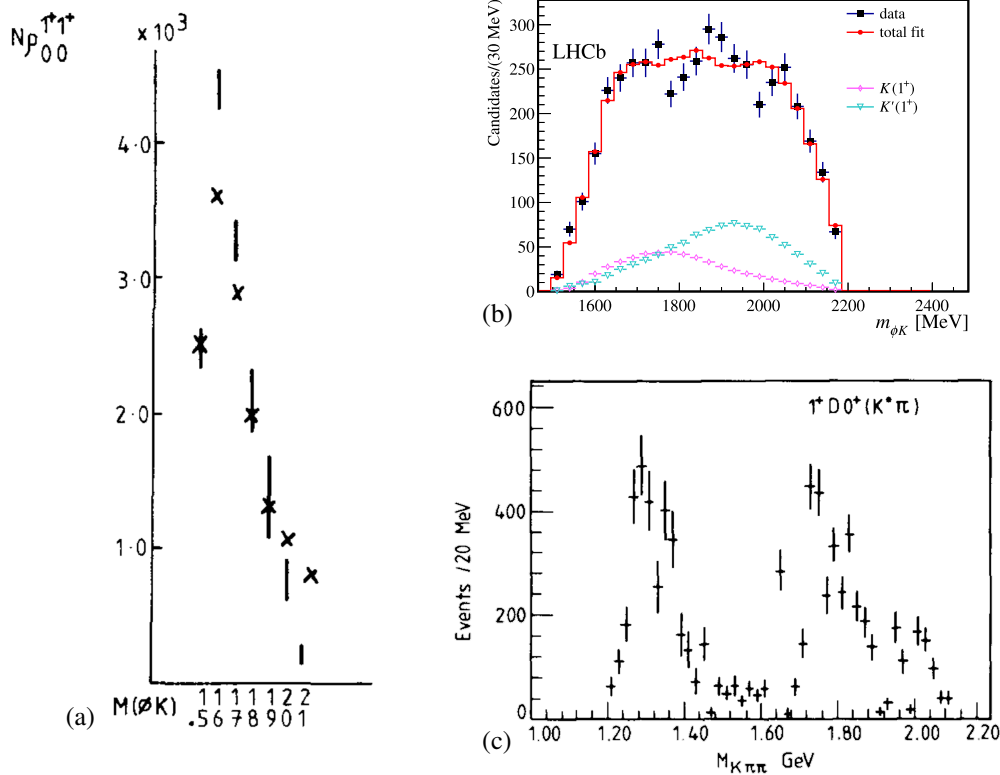 Nρ 1⁺1⁺ 00
× 10³
4·0
3·0
2·0
1·0
M(ØK) 1 1 1 1 1 2 2
.5 6 7 8 9 0 1
(a)
Candidates/(30 MeV)
300
250
200
150
100
50
0
LHCb
data
total fit
K(1⁺)
K′(1⁺)
1600 1800 2000 2200 2400
m_ϕK [MeV]
(b)
1⁺D0⁺(K*π)
Events /20 MeV
600
400
200
0
1.00 1.20 1.40 1.60 1.80 2.00 2.20
M_Kππ GeV
(c)